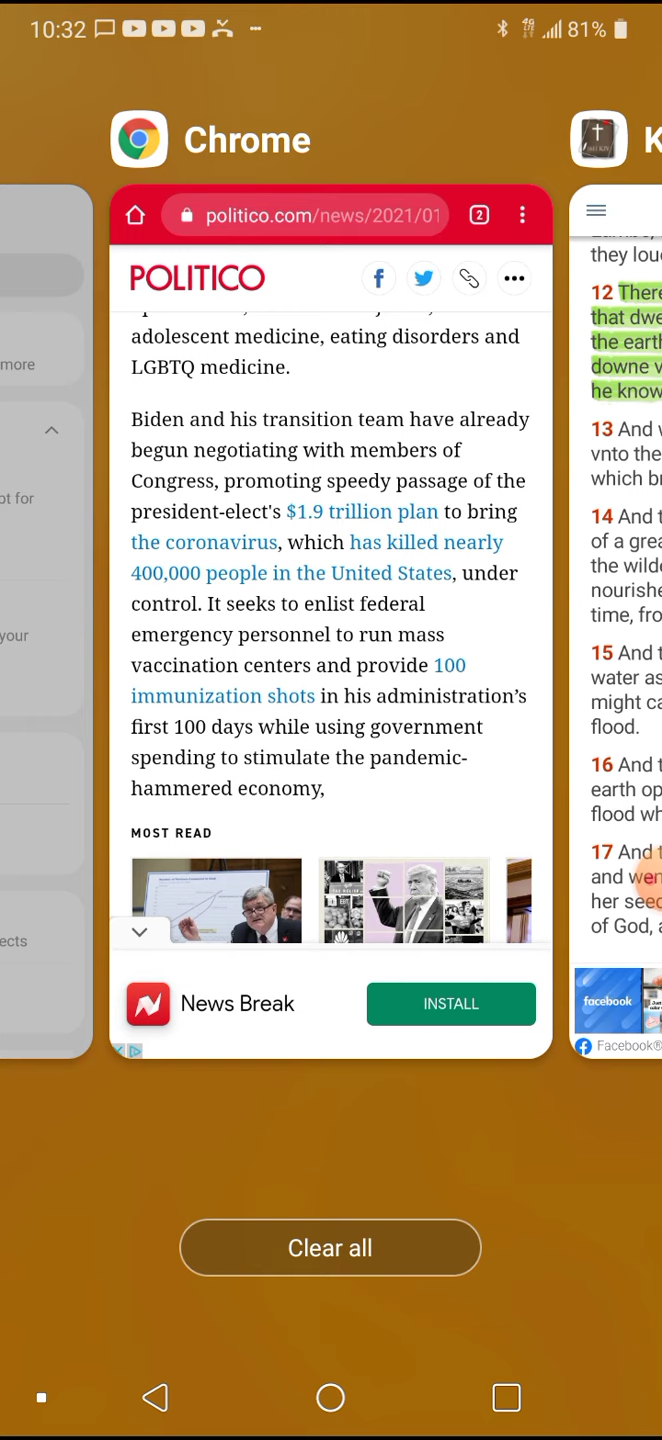 10:32
4G
81%
Chrome
K
politico.com/news/2021/01
2
POLITICO
adolescent medicine, eating disorders and
LGBTQ medicine.
Biden and his transition team have already
begun negotiating with members of
Congress, promoting speedy passage of the
president-elect's $1.9 trillion plan to bring
the coronavirus, which has killed nearly
400,000 people in the United States, under
control. It seeks to enlist federal
emergency personnel to run mass
vaccination centers and provide 100
immunization shots in his administration’s
first 100 days while using government
spending to stimulate the pandemic-
hammered economy,
MOST READ
News Break
INSTALL
more
pt for
your
ects
they lou
12 There
that dwe
the earth
downe v
he know
13 And w
vnto the
which br
14 And t
of a grea
the wilde
nourishe
time, fro
15 And t
water as
might ca
flood.
16 And t
earth op
flood wh
17 And t
and wen
her seed
of God, a
facebook
Facebook®
Clear all